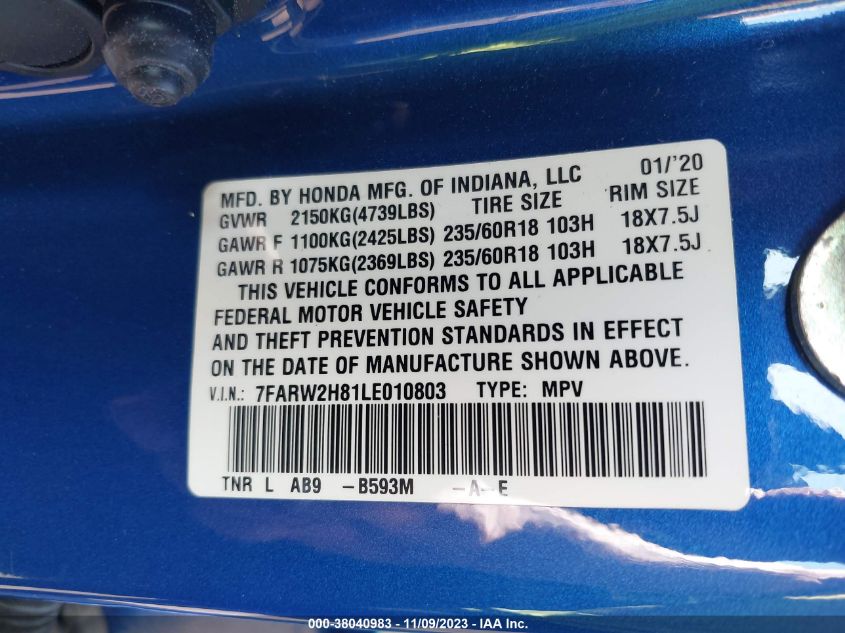 MFD. BY HONDA MFG. OF INDIANA, LLC 01/'20
GVWR 2150KG(4739LBS) TIRE SIZE RIM SIZE
GAWR F 1100KG(2425LBS) 235/60R18 103H 18X7.5J
GAWR R 1075KG(2369LBS) 235/60R18 103H 18X7.5J
THIS VEHICLE CONFORMS TO ALL APPLICABLE
FEDERAL MOTOR VEHICLE SAFETY
AND THEFT PREVENTION STANDARDS IN EFFECT
ON THE DATE OF MANUFACTURE SHOWN ABOVE.
V.I.N.: 7FARW2H81LE010803 TYPE: MPV
TNR L AB9 -B593M -A-E
000-38040983 - 11/09/2023 - IAA Inc.